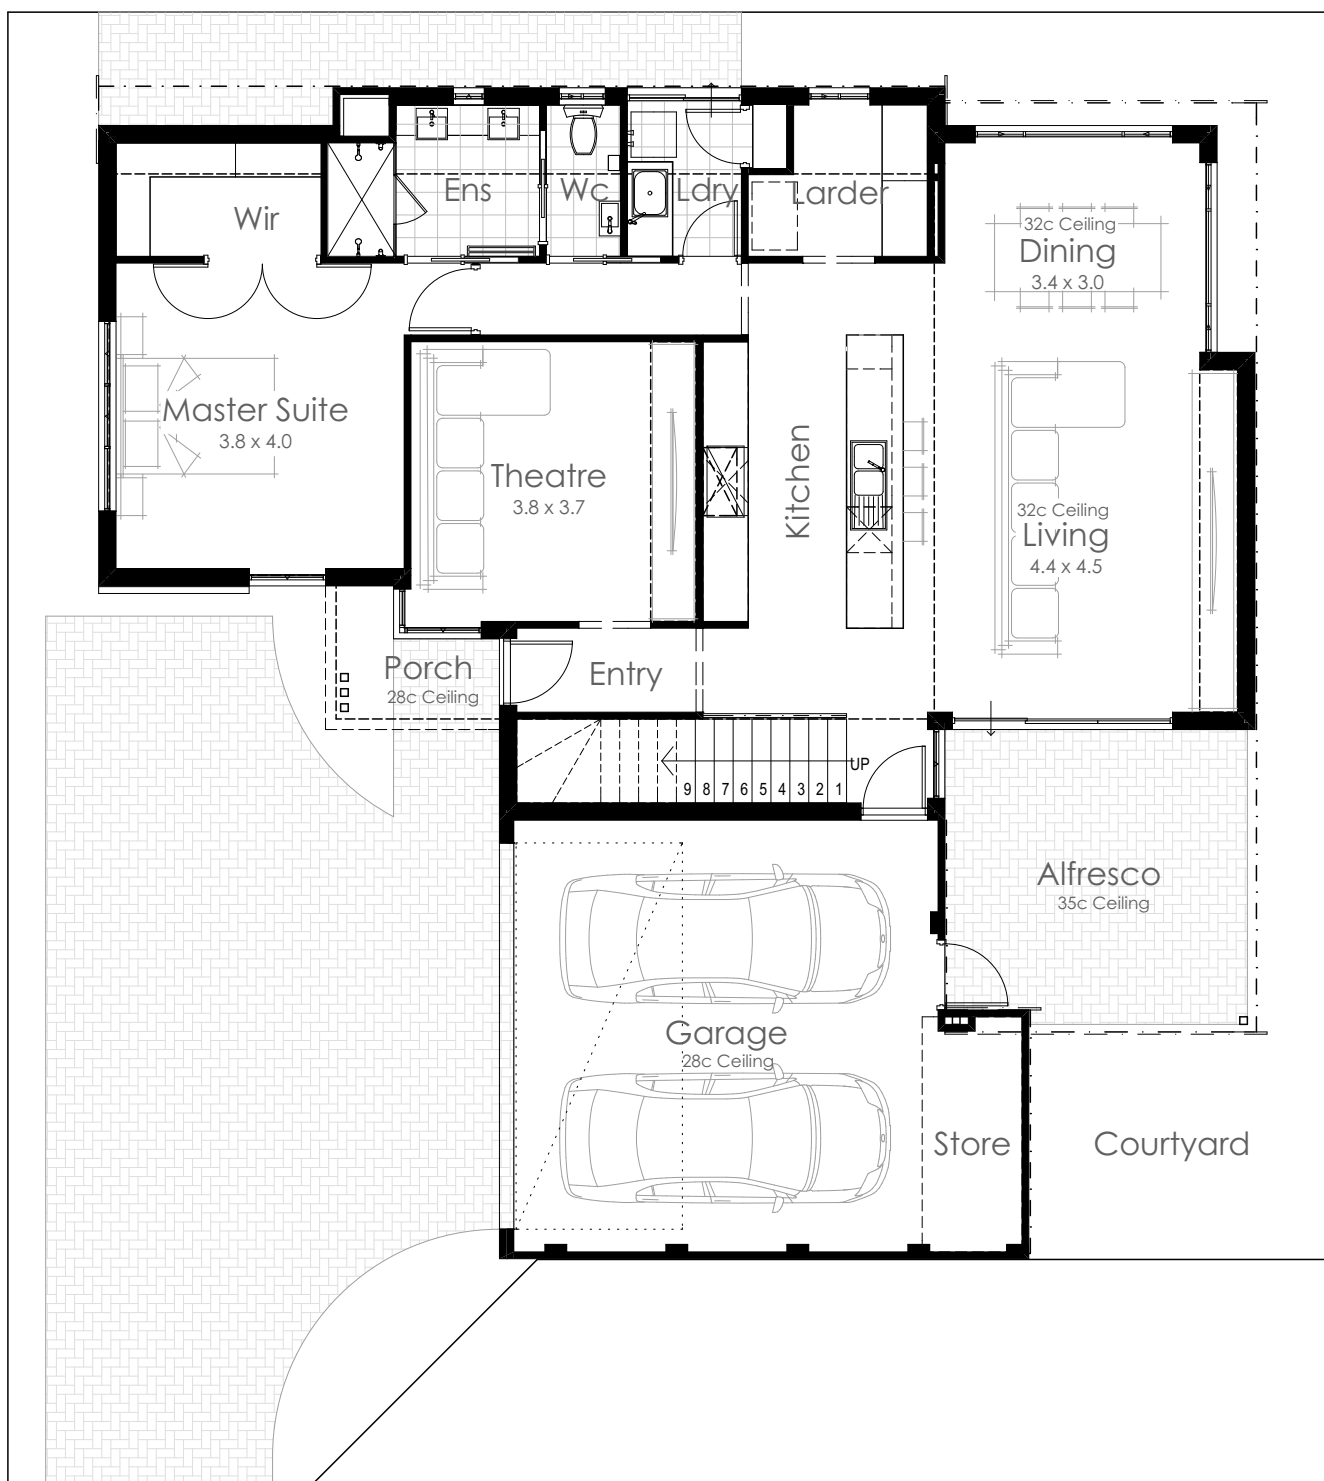 Ens
Wc
Ldry
Larder
Wir
32c Ceiling
Dining
3.4 x 3.0
Master Suite
3.8 x 4.0
Theatre
3.8 x 3.7
Kitchen
32c Ceiling
Living
4.4 x 4.5
Porch
28c Ceiling
Entry
UP
9 8 7 6 5 4 3 2 1
Alfresco
35c Ceiling
Garage
28c Ceiling
Store
Courtyard